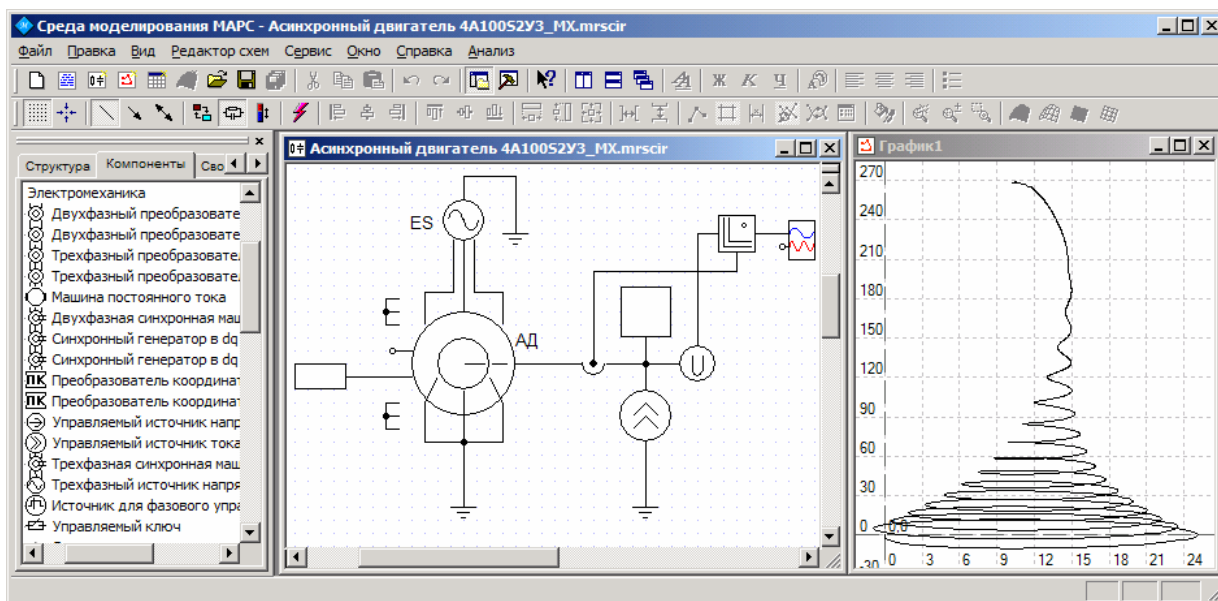 Среда моделирования МАРС - Асинхронный двигатель 4А100S2У3_МХ.mrscir
Файл Правка Вид Редактор схем Сервис Окно Справка Анализ
Ж К Ч
Структура Компоненты Сво
Электромеханика
Двухфазный преобразовате
Двухфазный преобразовате
Трехфазный преобразовате
Трехфазный преобразовате
Машина постоянного тока
Двухфазная синхронная маш
Синхронный генератор в dq
Синхронный генератор в dq
ПК Преобразователь координат
ПК Преобразователь координат
Управляемый источник напр
Управляемый источник тока
Трехфазная синхронная маш
Трехфазный источник напря
Источник для фазового упра
Управляемый ключ
Асинхронный двигатель 4А100S2У3_МХ.mrscir
ES
АД
U
График1
270
240
210
180
150
120
90
60
30
0 0,0
-30 0 3 6 9 12 15 18 21 24